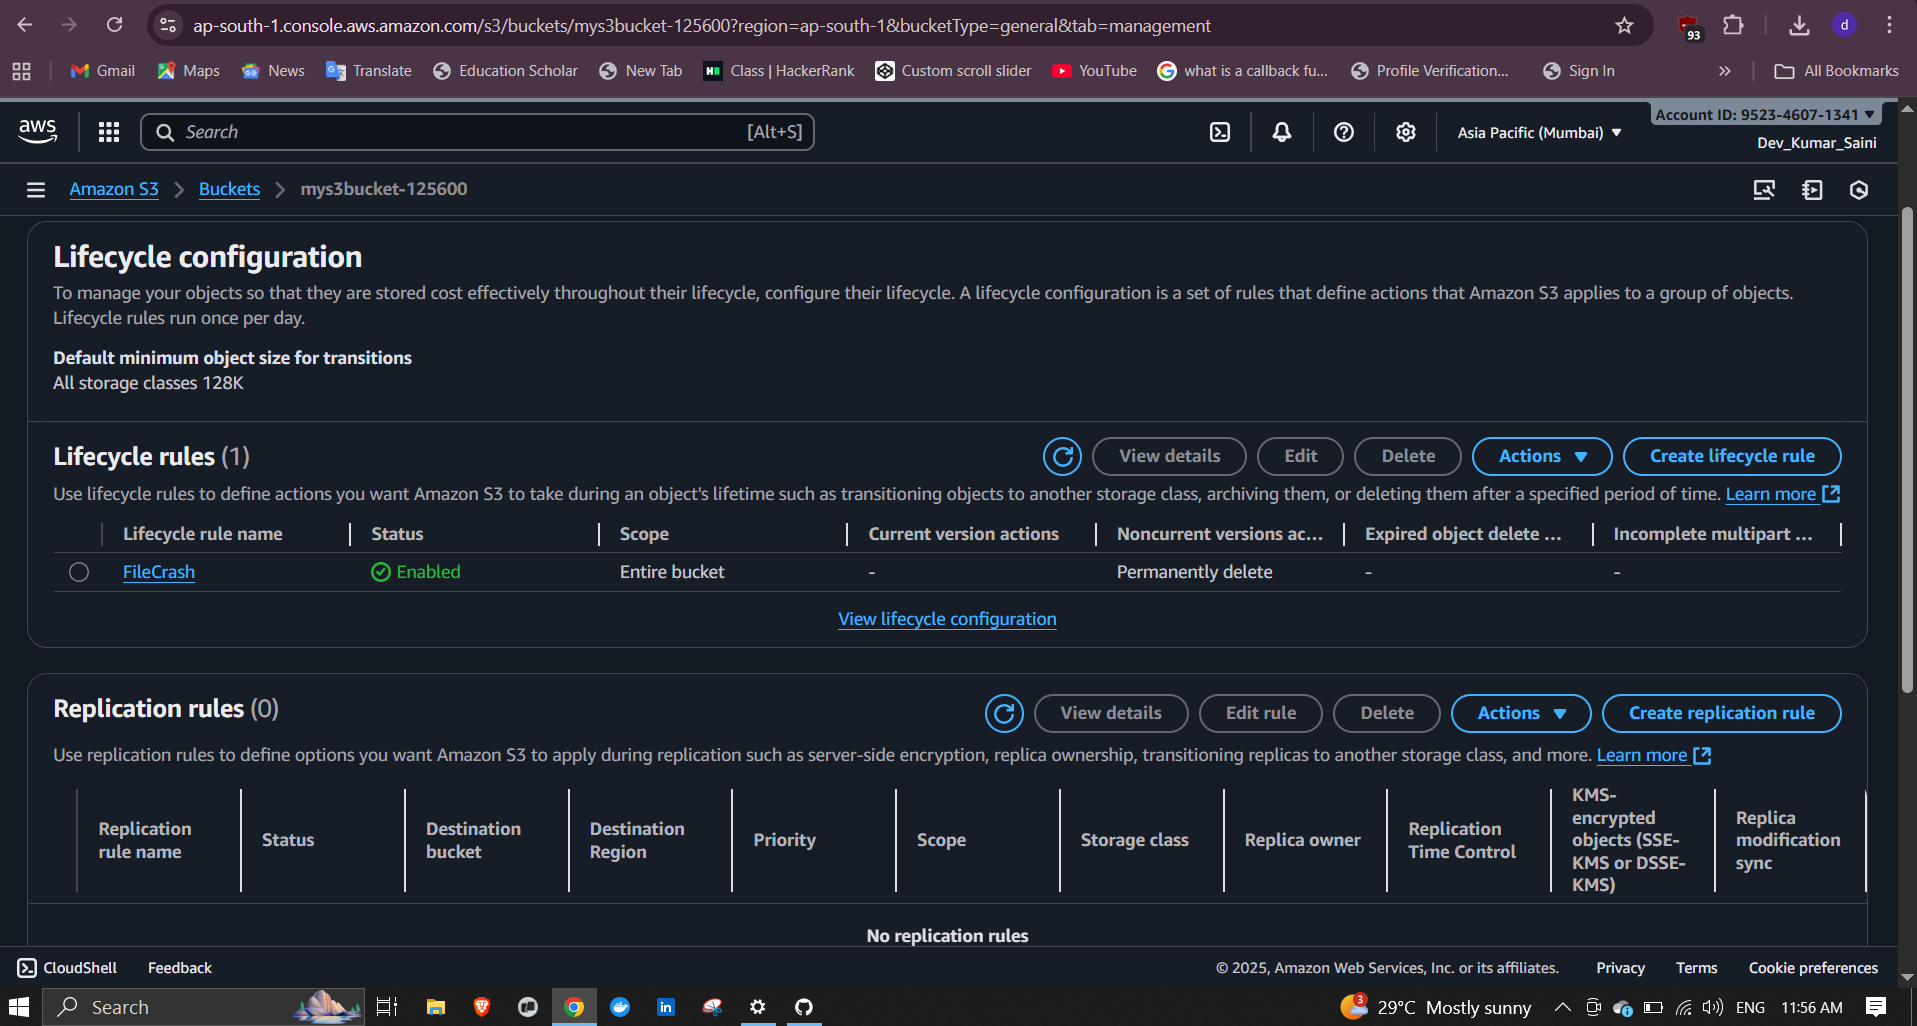 ap-south-1.console.aws.amazon.com/s3/buckets/mys3bucket-125600?region=ap-south-1&bucketType=general&tab=management
93
d
Gmail Maps News Translate Education Scholar New Tab Class | HackerRank Custom scroll slider YouTube what is a callback fu... Profile Verification... Sign In » All Bookmarks
aws Search [Alt+S] Asia Pacific (Mumbai) Account ID: 9523-4607-1341
Dev_Kumar_Saini
Amazon S3 Buckets mys3bucket-125600
Lifecycle configuration
To manage your objects so that they are stored cost effectively throughout their lifecycle, configure their lifecycle. A lifecycle configuration is a set of rules that define actions that Amazon S3 applies to a group of objects.
Lifecycle rules run once per day.
Default minimum object size for transitions
All storage classes 128K
Lifecycle rules (1) View details Edit Delete Actions Create lifecycle rule
Use lifecycle rules to define actions you want Amazon S3 to take during an object's lifetime such as transitioning objects to another storage class, archiving them, or deleting them after a specified period of time. Learn more
Lifecycle rule name Status Scope Current version actions Noncurrent versions ac... Expired object delete ... Incomplete multipart ...
FileCrash Enabled Entire bucket - Permanently delete - -
View lifecycle configuration
Replication rules (0) View details Edit rule Delete Actions Create replication rule
Use replication rules to define options you want Amazon S3 to apply during replication such as server-side encryption, replica ownership, transitioning replicas to another storage class, and more. Learn more
Replication
rule name
Status
Destination
bucket
Destination
Region
Priority
Scope
Storage class
Replica owner
Replication
Time Control
KMS-
encrypted
objects (SSE-
KMS or DSSE-
KMS)
Replica
modification
sync
No replication rules
CloudShell Feedback © 2025, Amazon Web Services, Inc. or its affiliates. Privacy Terms Cookie preferences
Search 3 29°C Mostly sunny ENG 11:56 AM